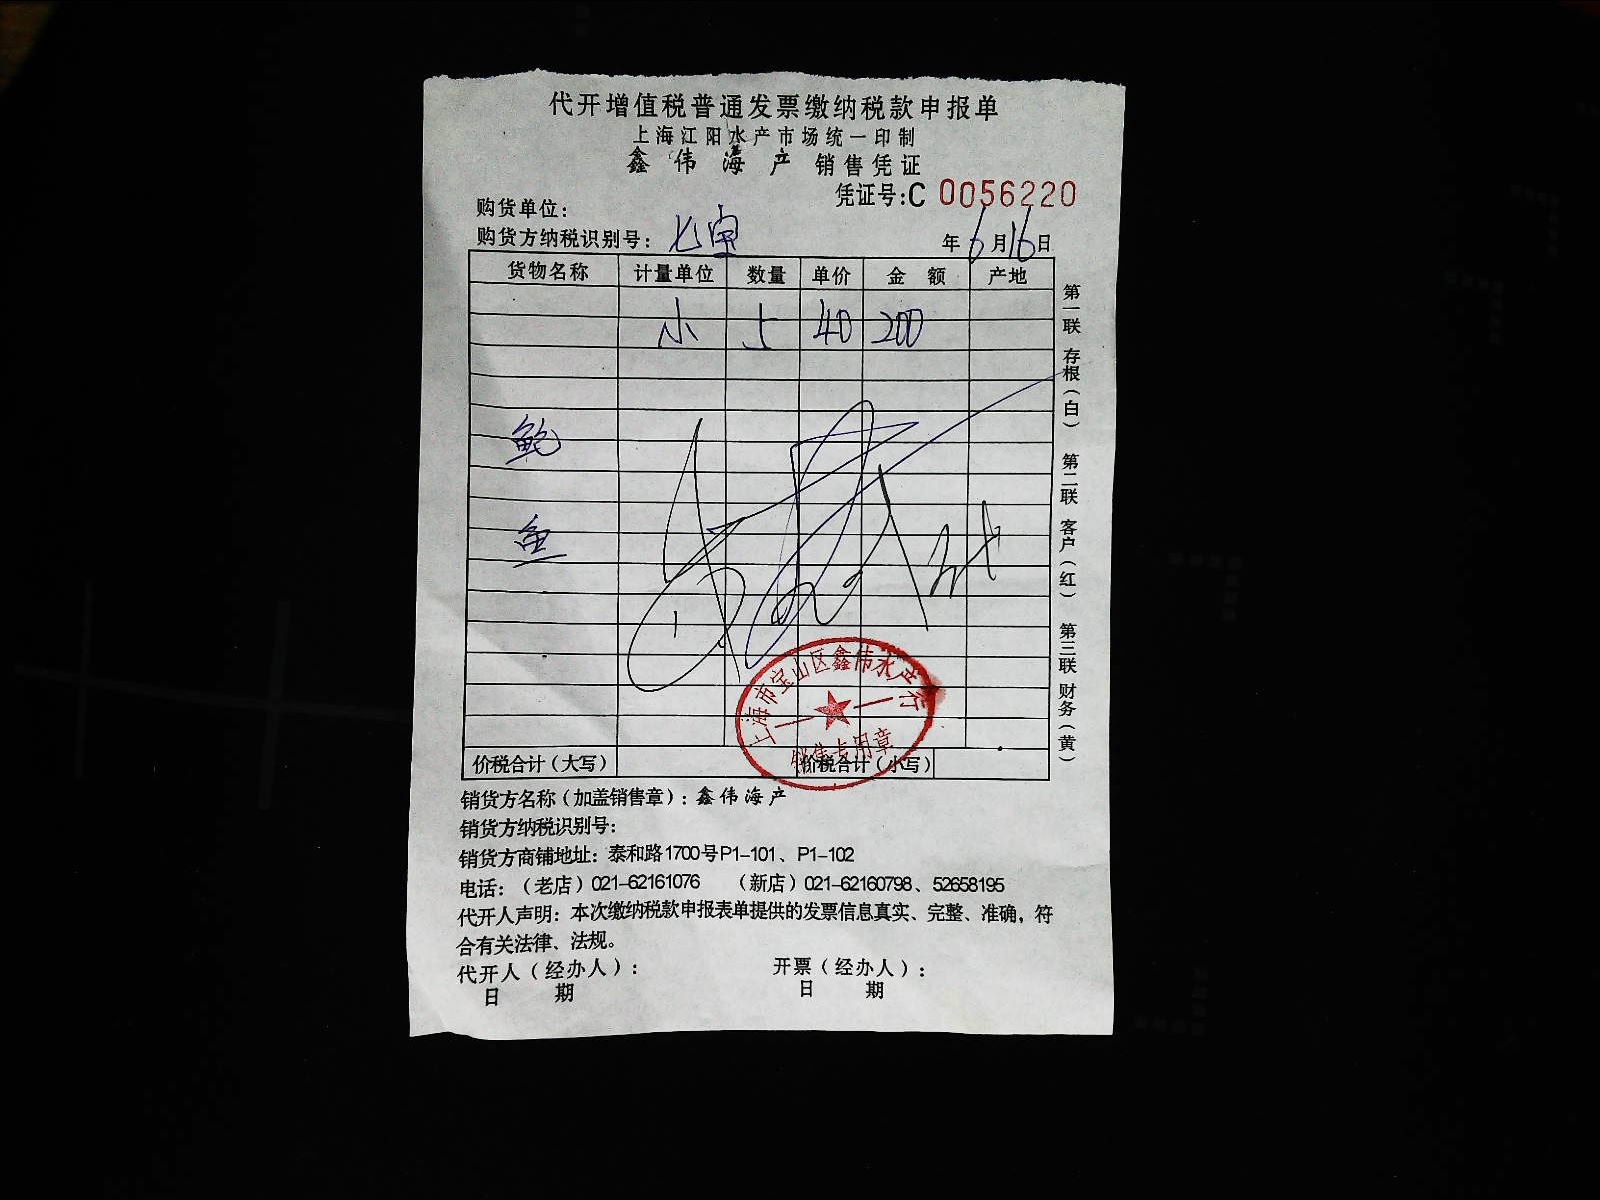 代开增值税普通发票缴纳税款申报单
上海江阳水产市场统一印制
鑫伟海产 销售凭证
凭证号:C 0056220
购货单位:
购货方纳税识别号: 七宝
年6月16日
货物名称 计量单位 数量 单价 金额 产地
小 5 40 200
鲍
鱼
第一联 存根(白) 第二联 客户(红) 第三联 财务(黄)
上海市宝山区鑫伟水产行
销售专用章
价税合计(大写) 价税合计(小写)
销货方名称(加盖销售章):鑫伟海产
销货方纳税识别号:
销货方商铺地址:泰和路1700号P1-101、P1-102
电话:(老店)021-62161076 (新店)021-62160798、52658195
代开人声明:本次缴纳税款申报表单提供的发票信息真实、完整、准确,符
合有关法律、法规。
代开人(经办人): 开票(经办人):
日 期 日 期